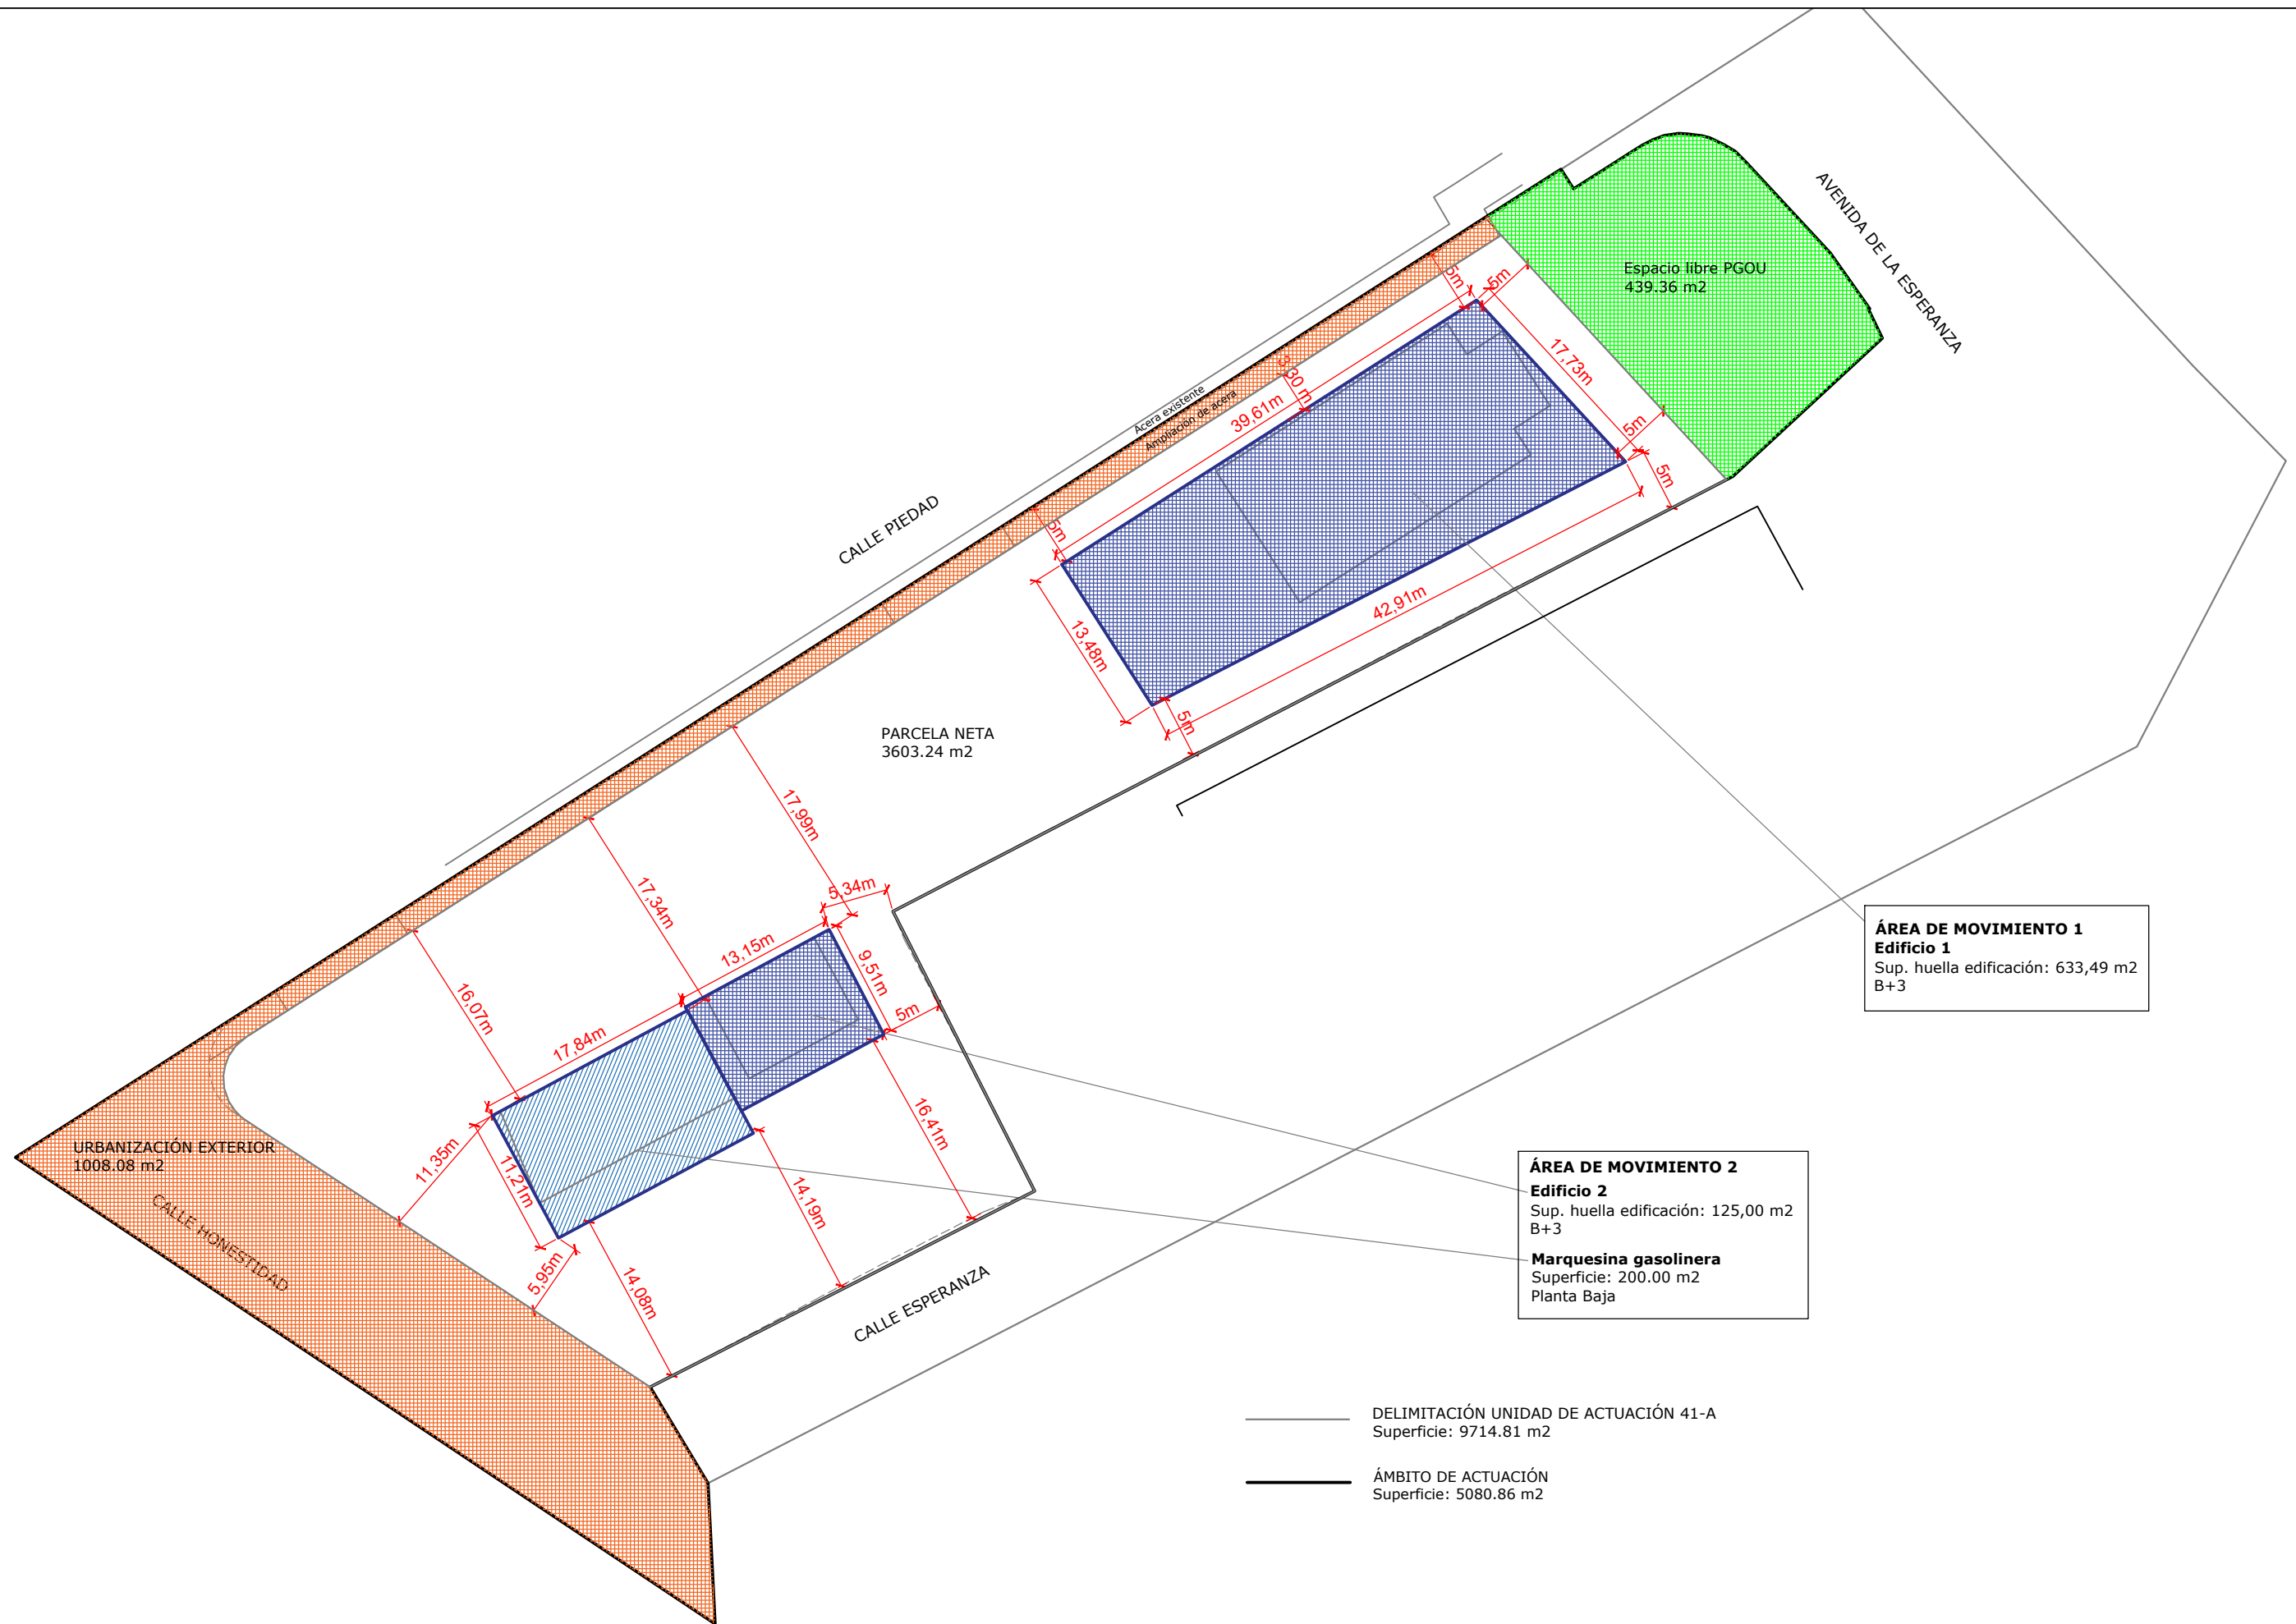 AVENIDA DE LA ESPERANZA
Espacio libre PGOU
439.36 m2
5m
5m
17,73m
3,30 m
39,61m
Acera existente
Ampliación de acera
5m
5m
CALLE PIEDAD
5m
42,91m
13,48m
5m
PARCELA NETA
3603.24 m2
17,99m
17,34m
5,34m
13,15m
9,51m
16,07m
5m
17,84m
16,41m
11,35m
11,21m
14,19m
5,95m
14,08m
URBANIZACIÓN EXTERIOR
1008.08 m2
CALLE HONESTIDAD
CALLE ESPERANZA
ÁREA DE MOVIMIENTO 1
Edificio 1
Sup. huella edificación: 633,49 m2
B+3
ÁREA DE MOVIMIENTO 2
Edificio 2
Sup. huella edificación: 125,00 m2
B+3
Marquesina gasolinera
Superficie: 200.00 m2
Planta Baja
DELIMITACIÓN UNIDAD DE ACTUACIÓN 41-A
Superficie: 9714.81 m2
ÁMBITO DE ACTUACIÓN
Superficie: 5080.86 m2